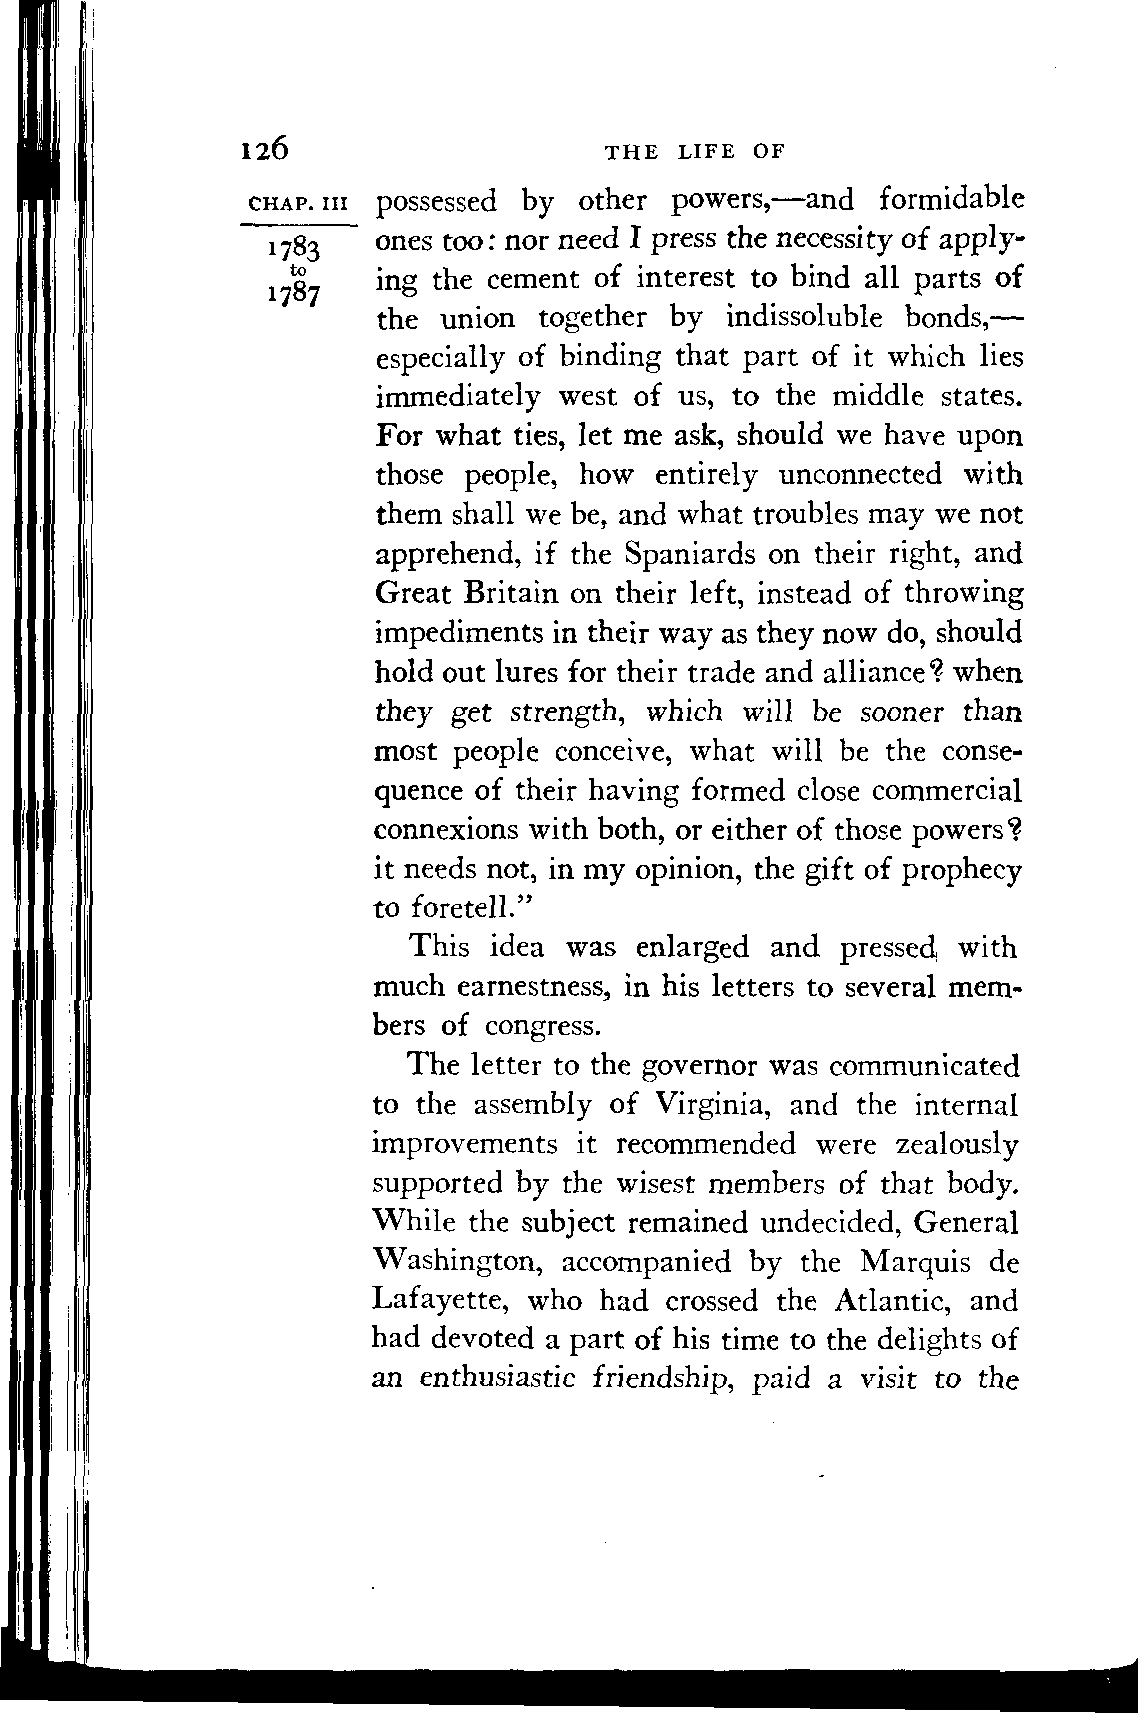 126 THE LIFE OF
CHAP. III
1783
to
1787
possessed by other powers,—and formidable
ones too: nor need I press the necessity of apply-
ing the cement of interest to bind all parts of
the union together by indissoluble bonds,—
especially of binding that part of it which lies
immediately west of us, to the middle states.
For what ties, let me ask, should we have upon
those people, how entirely unconnected with
them shall we be, and what troubles may we not
apprehend, if the Spaniards on their right, and
Great Britain on their left, instead of throwing
impediments in their way as they now do, should
hold out lures for their trade and alliance? when
they get strength, which will be sooner than
most people conceive, what will be the conse-
quence of their having formed close commercial
connexions with both, or either of those powers?
it needs not, in my opinion, the gift of prophecy
to foretell.”
This idea was enlarged and pressed, with
much earnestness, in his letters to several mem-
bers of congress.
The letter to the governor was communicated
to the assembly of Virginia, and the internal
improvements it recommended were zealously
supported by the wisest members of that body.
While the subject remained undecided, General
Washington, accompanied by the Marquis de
Lafayette, who had crossed the Atlantic, and
had devoted a part of his time to the delights of
an enthusiastic friendship, paid a visit to the